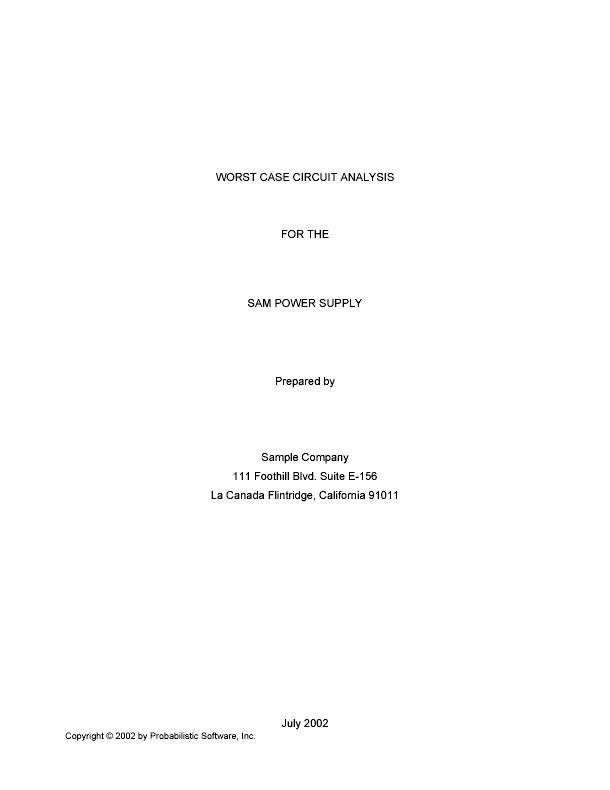 WORST CASE CIRCUIT ANALYSIS
FOR THE
SAM POWER SUPPLY
Prepared by
Sample Company
111 Foothill Blvd. Suite E-156
La Canada Flintridge, California 91011
July 2002
Copyright © 2002 by Probabilistic Software, Inc.